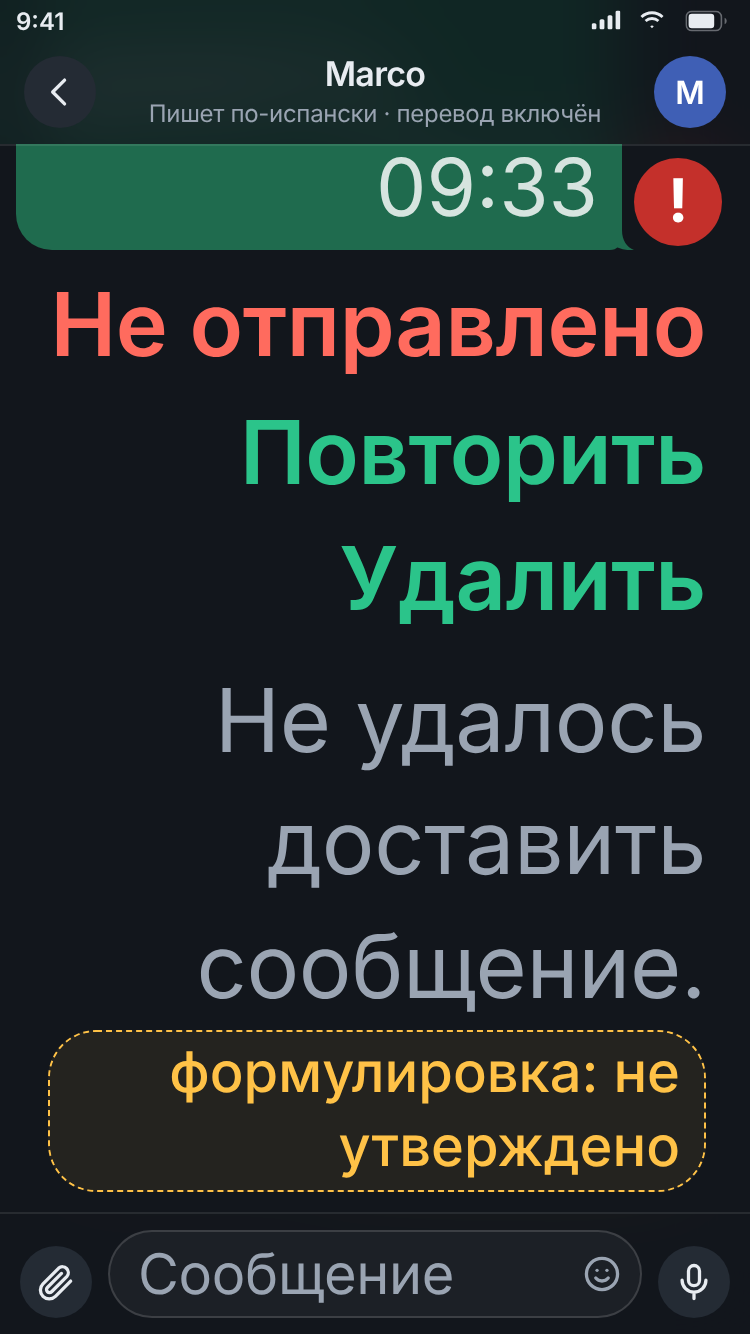 9:41
Marco
Пишет по-испански · перевод включён
M
09:33
!
Не отправлено
Повторить
Удалить
Не удалось
доставить
сообщение.
формулировка: не
утверждено
Сообщение